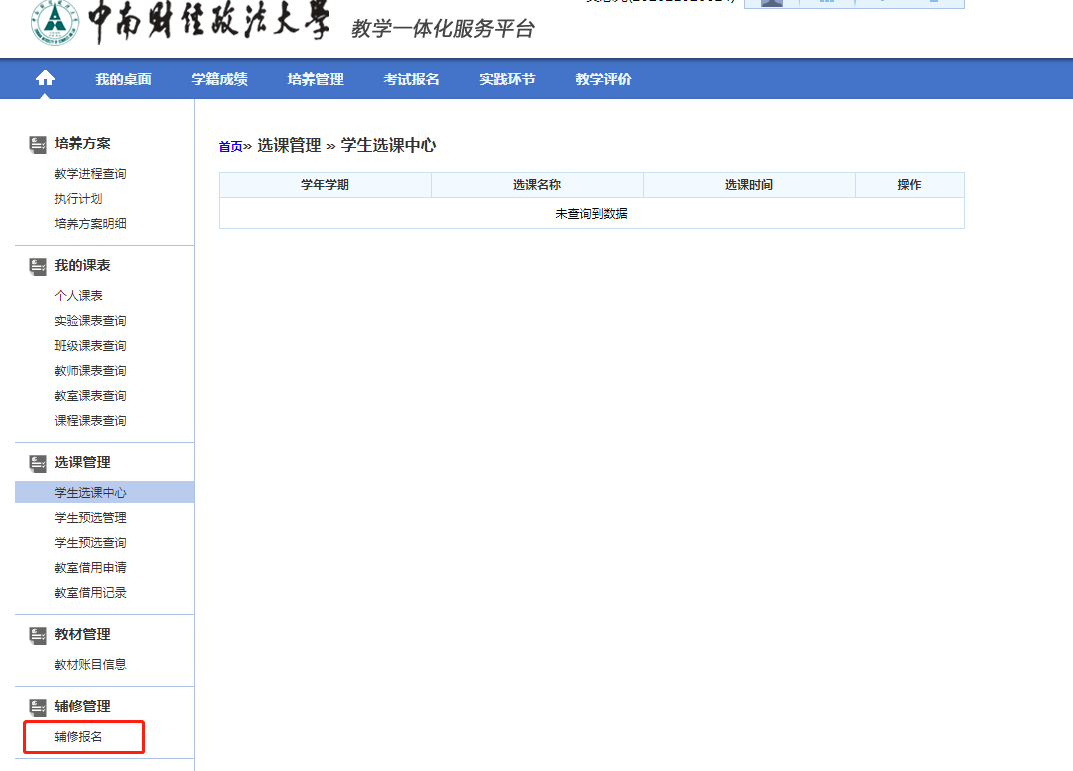 中南财经政法大学 教学一体化服务平台
我的桌面 学籍成绩 培养管理 考试报名 实践环节 教学评价
培养方案
教学进程查询
执行计划
培养方案明细
我的课表
个人课表
实验课表查询
班级课表查询
教师课表查询
教室课表查询
课程课表查询
选课管理
学生选课中心
学生预选管理
学生预选查询
教室借用申请
教室借用记录
教材管理
教材账目信息
辅修管理
辅修报名
首页» 选课管理 » 学生选课中心
学年学期 选课名称 选课时间 操作
未查询到数据